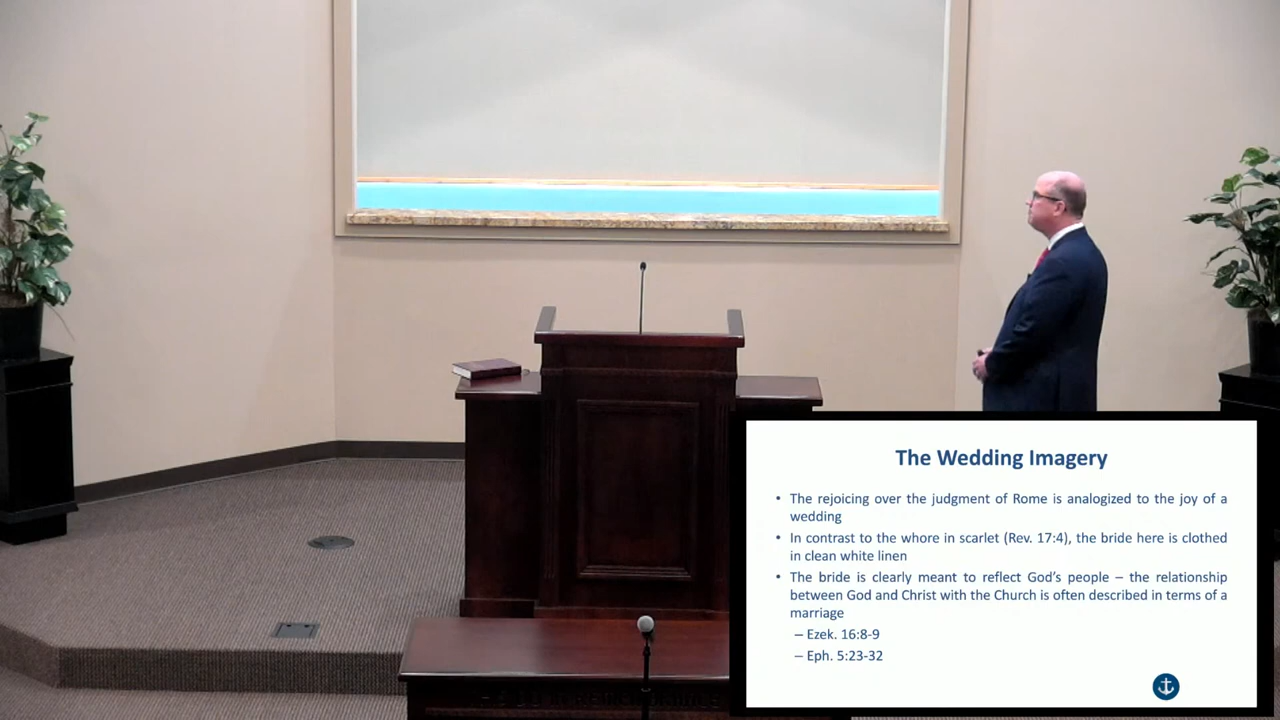 The Wedding Imagery
• The rejoicing over the judgment of Rome is analogized to the joy of a
wedding
• In contrast to the whore in scarlet (Rev. 17:4), the bride here is clothed
in clean white linen
• The bride is clearly meant to reflect God's people – the relationship
between God and Christ with the Church is often described in terms of a
marriage
– Ezek. 16:8-9
– Eph. 5:23-32